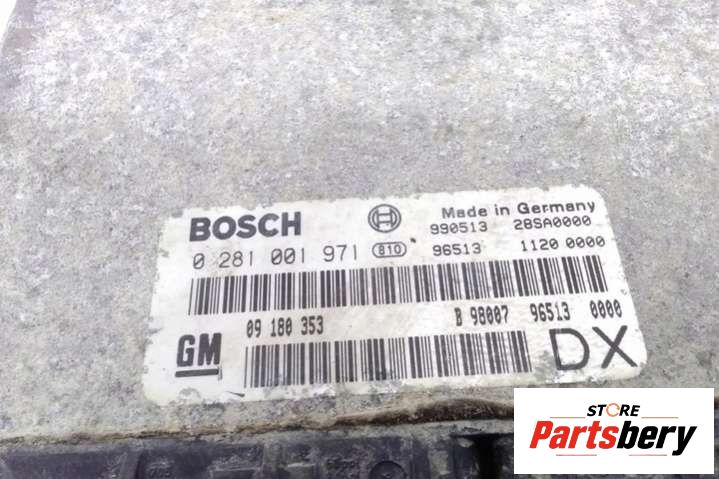 BOSCH
Made in Germany
990513 28SA0000
0 281 001 971 810 96513 1120 0000
GM 09 180 353 B 98007 96513 0000
DX
STORE
Partsbery